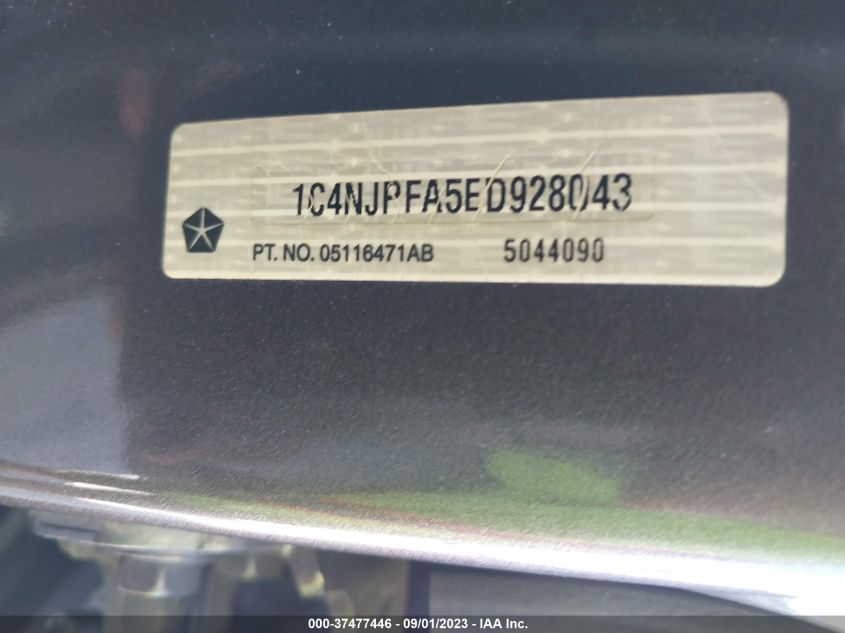 1C4NJPFA5ED928043
PT. NO. 05116471AB 5044090
000-37477446 - 09/01/2023 - IAA Inc.